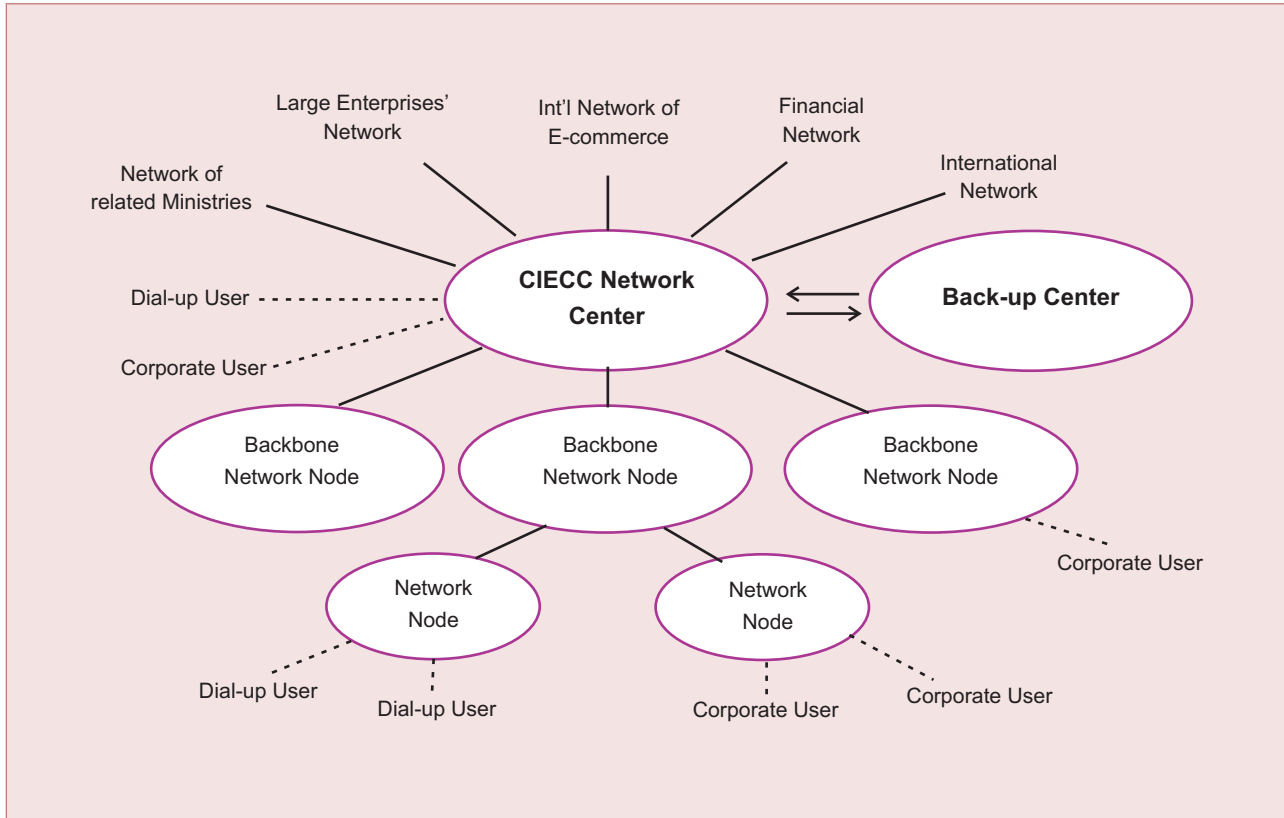 Large Enterprises'
Network
Int'l Network of
E-commerce
Financial
Network
Network of
related Ministries
International
Network
CIECC Network
Center
Back-up Center
Dial-up User
Corporate User
Backbone
Network Node
Backbone
Network Node
Backbone
Network Node
Corporate User
Network
Node
Network
Node
Dial-up User
Dial-up User
Corporate User
Corporate User